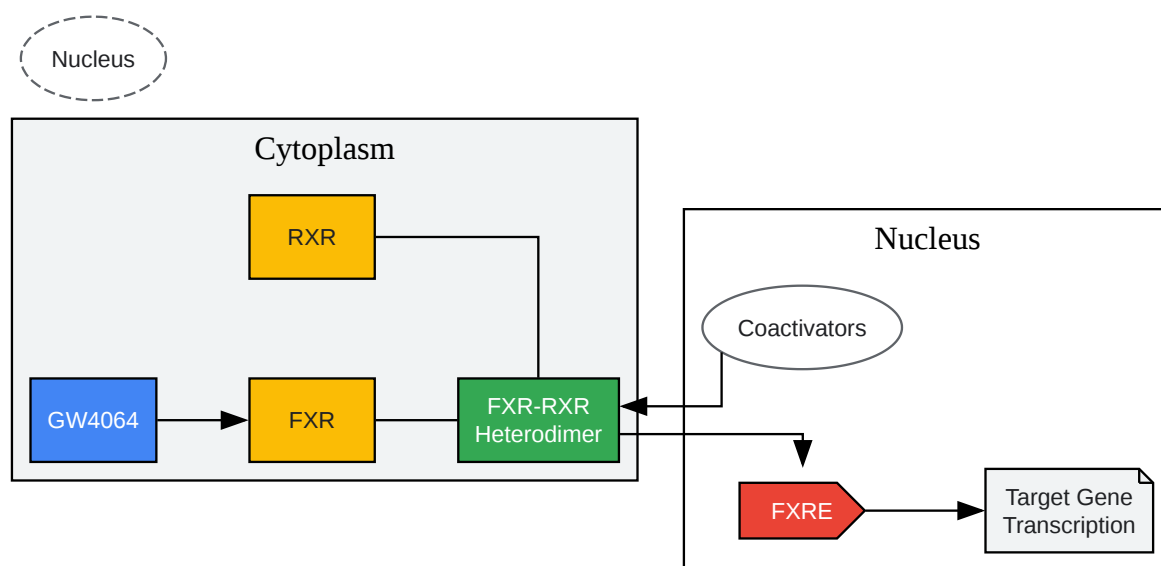 Nucleus
Cytoplasm
RXR
Nucleus
Coactivators
GW4064
FXR
FXR-RXR
Heterodimer
FXRE
Target Gene
Transcription